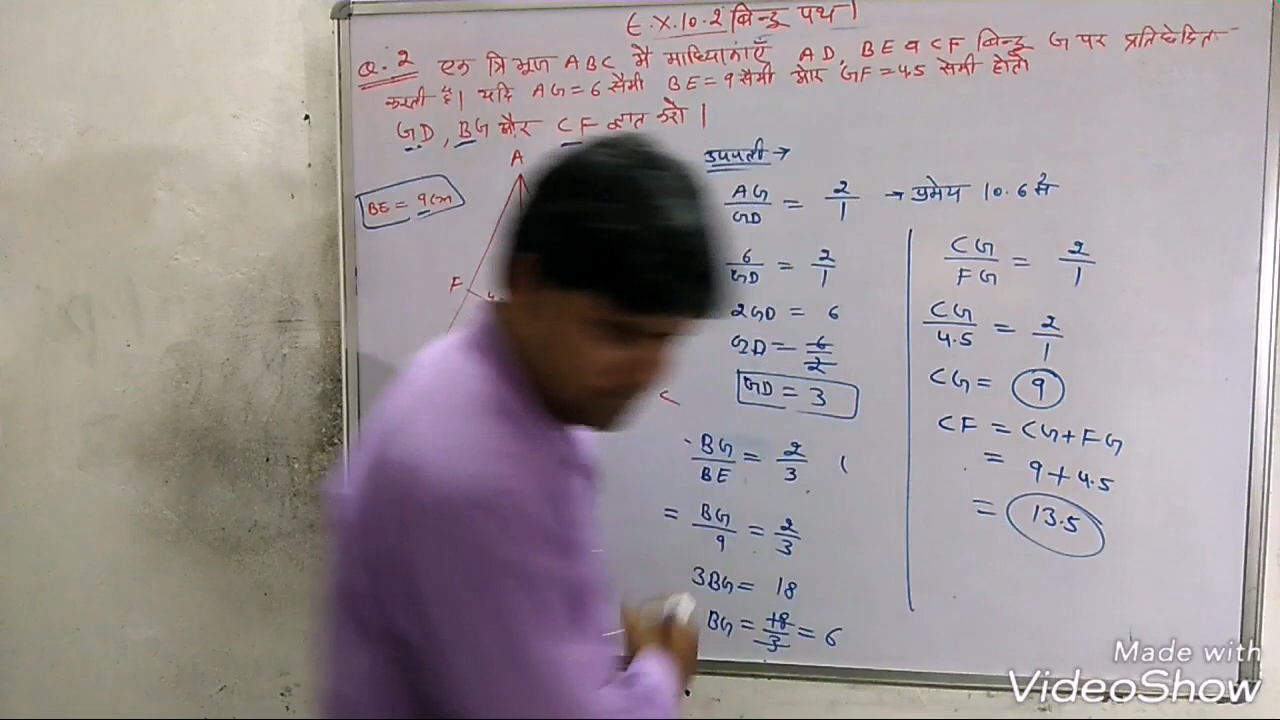 E.X.10.2 बिन्दु पथ।
Q.2 एक त्रिभुज ABC में माध्यिकाएँ AD, BE व CF बिन्दु G पर प्रतिच्छेदित
करती है। यदि AG = 6 सेमी BE = 9 सेमी और GF = 4.5 सेमी होतो
GD, BG और CF ज्ञात करो।
BE = 9cm
A
F
4.
C
उपपती →
AG/GD = 2/1 → प्रमेय 10.6 से
6/GD = 2/1
2GD = 6
GD = 6/2
GD = 3
BG/BE = 2/3 (
= BG/9 = 2/3
3BG = 18
BG = 18/3 = 6
CG/FG = 2/1
CG/4.5 = 2/1
CG = 9
CF = CG+FG
= 9+4.5
= 13.5
Made with
VideoShow